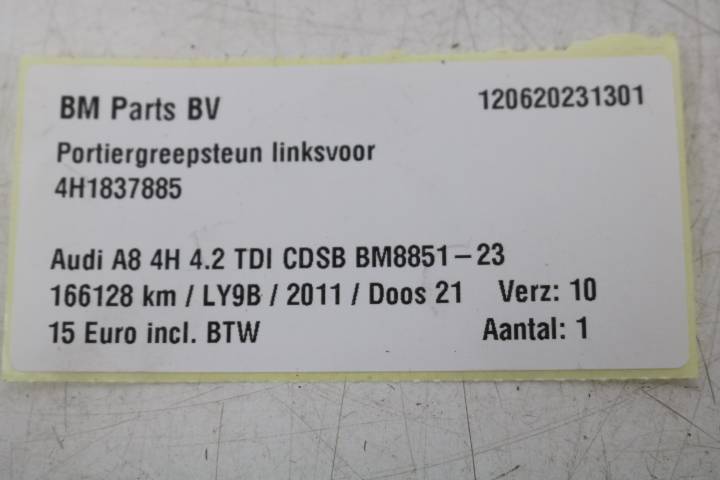 BM Parts BV 120620231301
Portiergreepsteun linksvoor
4H1837885
Audi A8 4H 4.2 TDI CDSB BM8851-23
166128 km / LY9B / 2011 / Doos 21 Verz: 10
15 Euro incl. BTW Aantal: 1